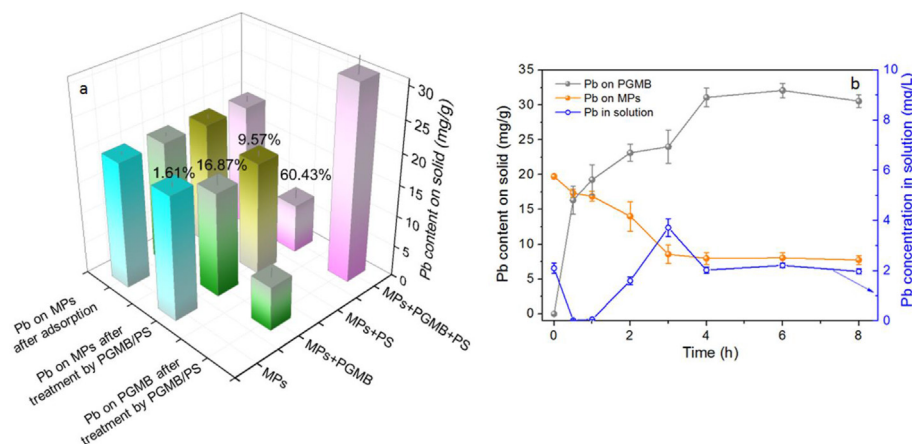 a
1.61%
16.87%
9.57%
60.43%
30
25
20
15
10
5
0
Pb content on solid (mg/g)
Pb on MPs
after adsorption
Pb on MPs after
treatment by PGMB/PS
Pb on PGMB after
treatment by PGMB/PS
MPs
MPs+PGMB
MPs+PS
MPs+PGMB+PS
b
Pb on PGMB
Pb on MPs
Pb in solution
35
30
25
20
15
10
5
0
Pb content on solid (mg/g)
0 2 4 6 8
Time (h)
10
8
6
4
2
0
Pb concentration in solution (mg/L)